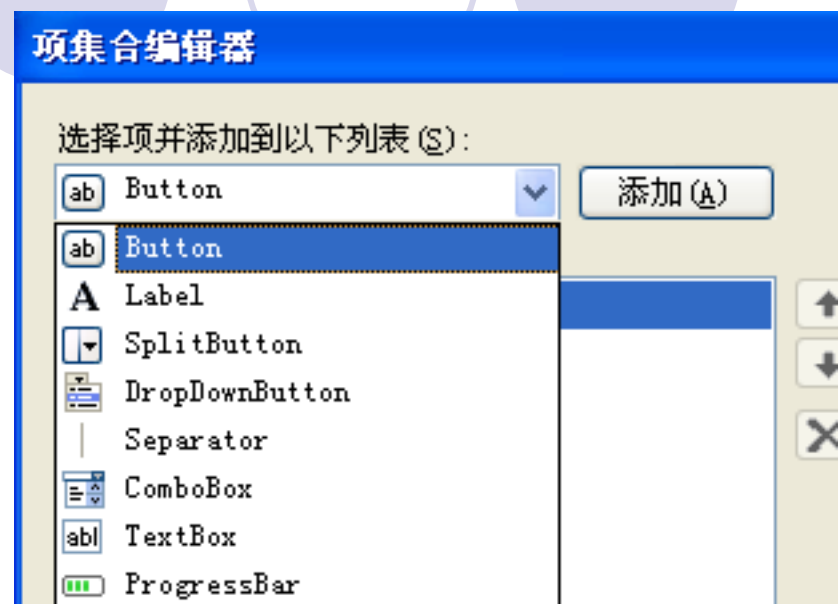 项集合编辑器
选择项并添加到以下列表(S):
ab Button
添加(A)
ab Button
A Label
SplitButton
DropDownButton
Separator
ComboBox
abl TextBox
ProgressBar